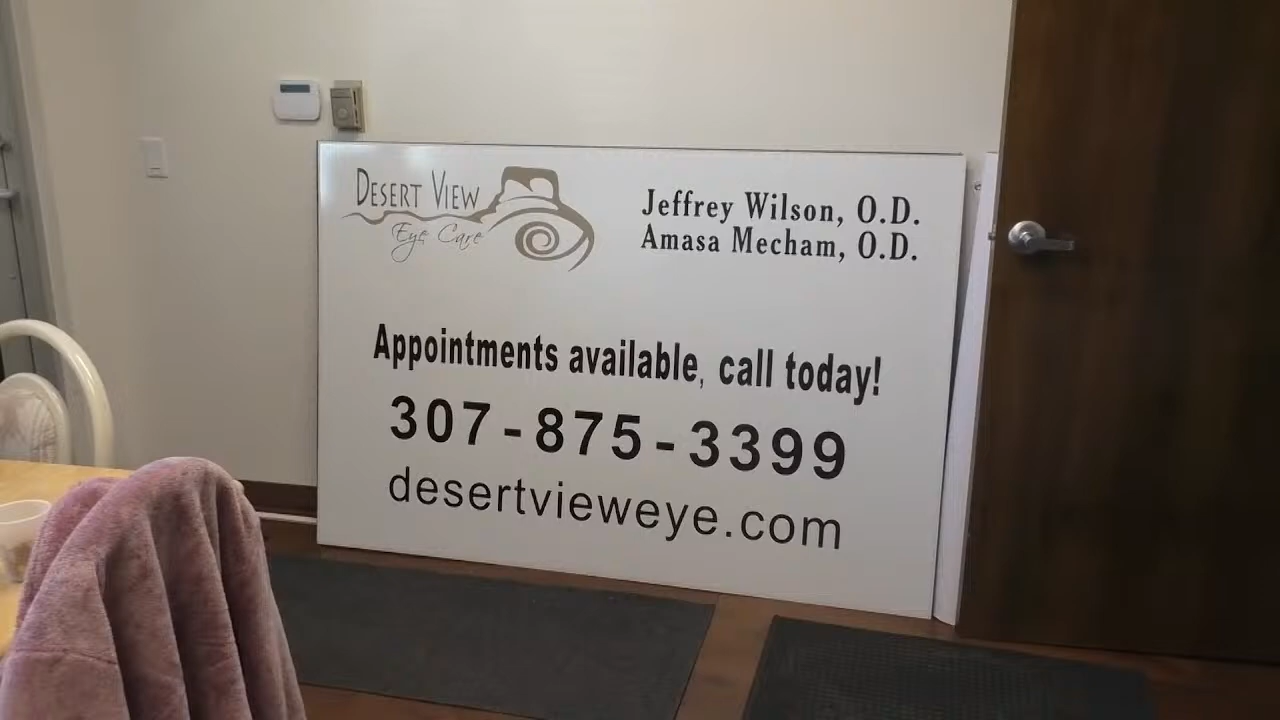 DESERT VIEW
Eye Care
Jeffrey Wilson, O.D.
Amasa Mecham, O.D.
Appointments available, call today!
307-875-3399
desertvieweye.com